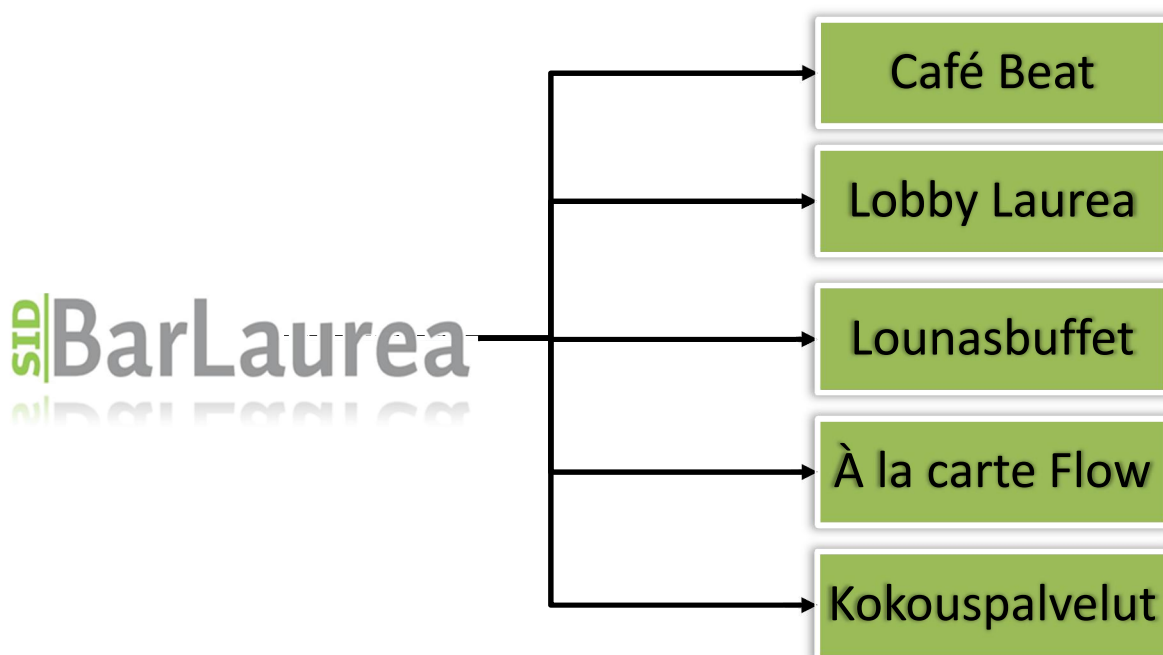 Café Beat
Lobby Laurea
SID
BarLaurea
Lounasbuffet
À la carte Flow
Kokouspalvelut